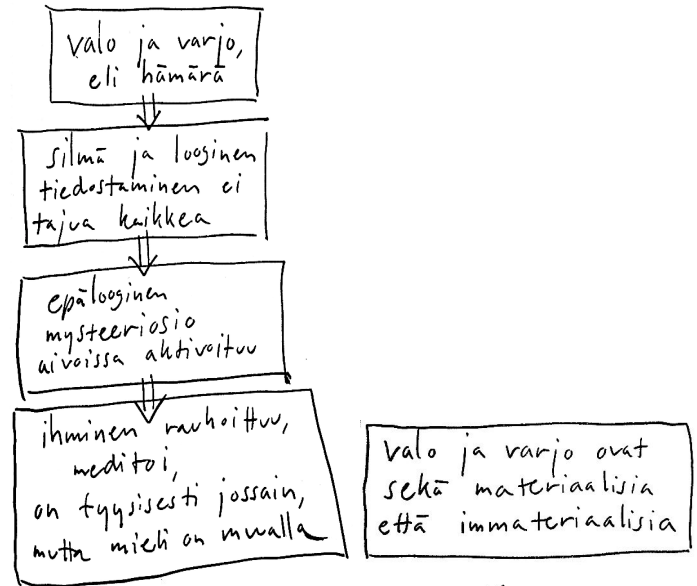 valo ja varjo,
eli hämärä
silmä ja looginen
tiedostaminen ei
tajua kaikkea
epälooginen
mysteeriosio
aivoissa aktivoituu
ihminen rauhoittuu,
meditoi,
on fyysisesti jossain,
mutta mieli on muualla
valo ja varjo ovat
sekä materiaalisia
että immateriaalisia